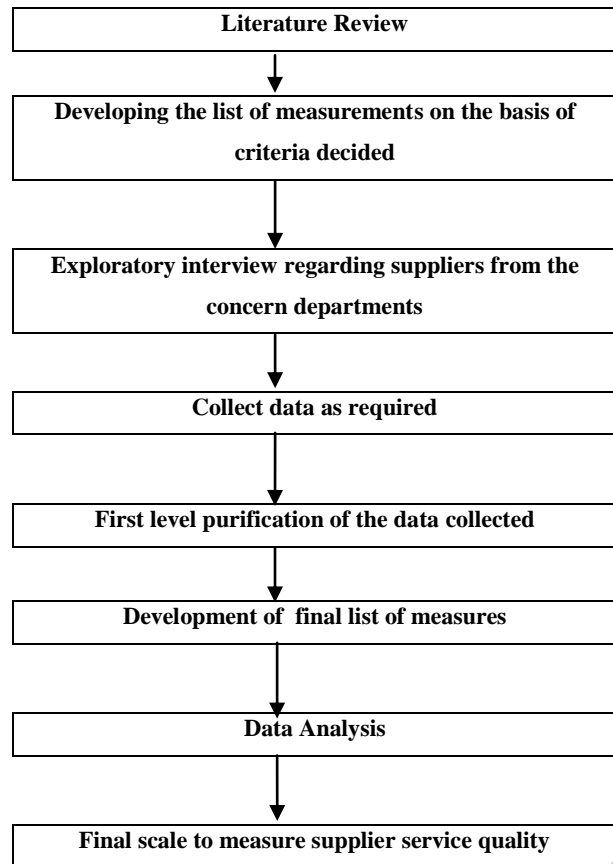 Literature Review
Developing the list of measurements on the basis of
criteria decided
Exploratory interview regarding suppliers from the
concern departments
Collect data as required
First level purification of the data collected
Development of final list of measures
Data Analysis
Final scale to measure supplier service quality